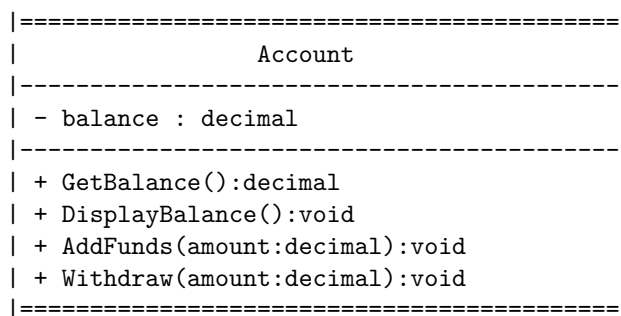 |===========================================
|                 Account
|-------------------------------------------
| - balance : decimal
|-------------------------------------------
| + GetBalance():decimal
| + DisplayBalance():void
| + AddFunds(amount:decimal):void
| + Withdraw(amount:decimal):void
|===========================================